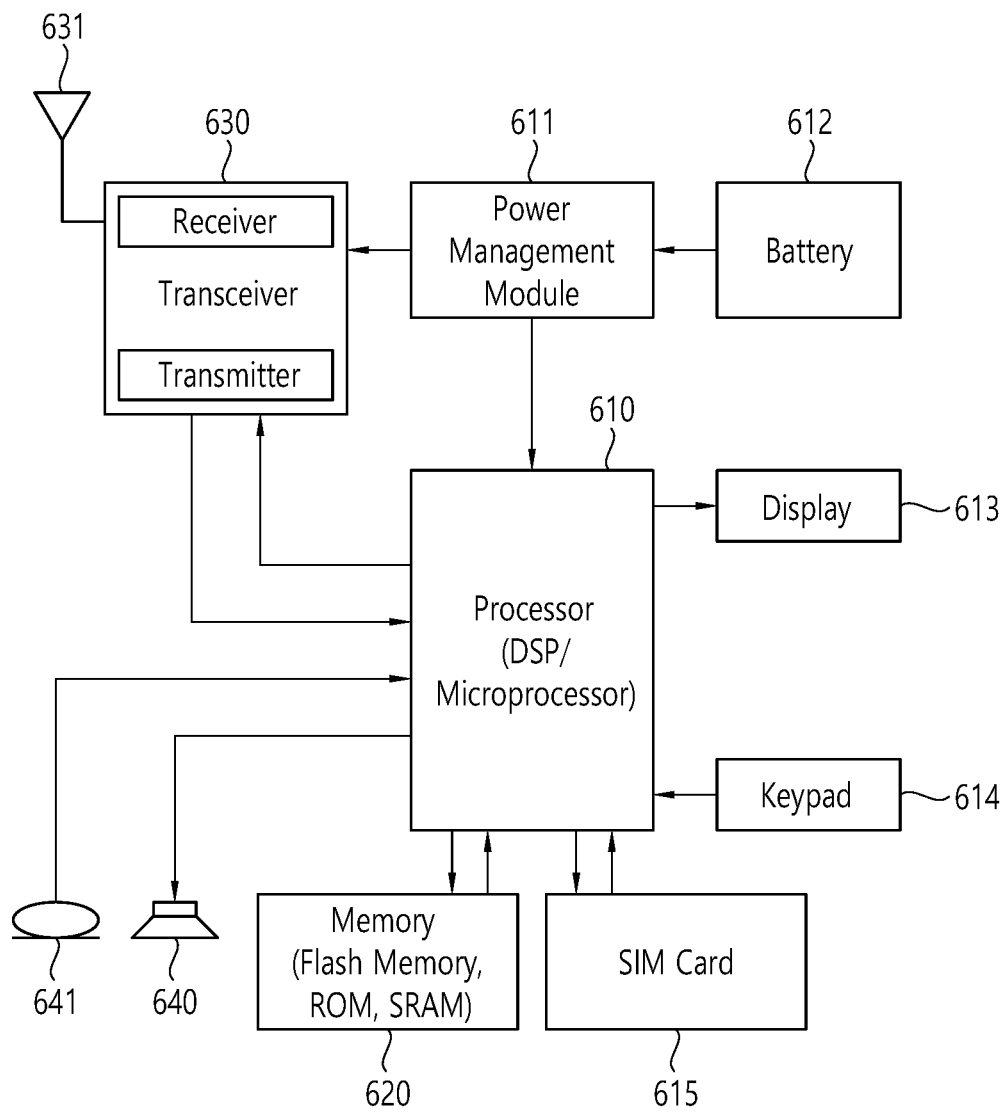 631
630
611
612
Receiver
Transceiver
Transmitter
Power
Management
Module
Battery
610
Processor
(DSP/
Microprocessor)
Display
613
Keypad
614
641
640
Memory
(Flash Memory,
ROM, SRAM)
SIM Card
620
615